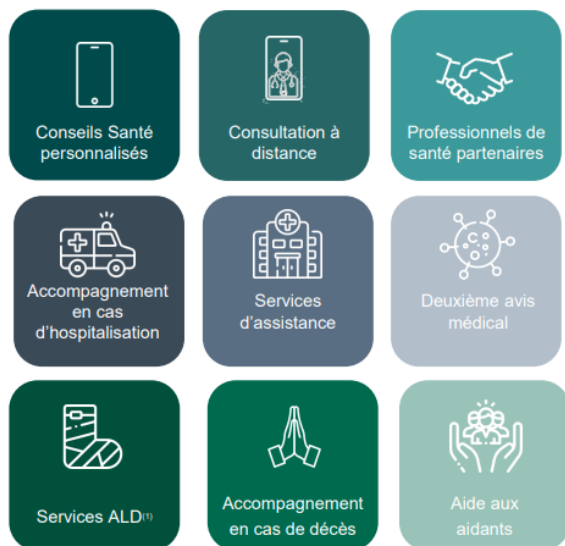 Conseils Santé
personnalisés
Consultation à
distance
Professionnels de
santé partenaires
Accompagnement
en cas
d'hospitalisation
Services
d'assistance
Deuxième avis
médical
Services ALD(1)
Accompagnement
en cas de décès
Aide aux
aidants